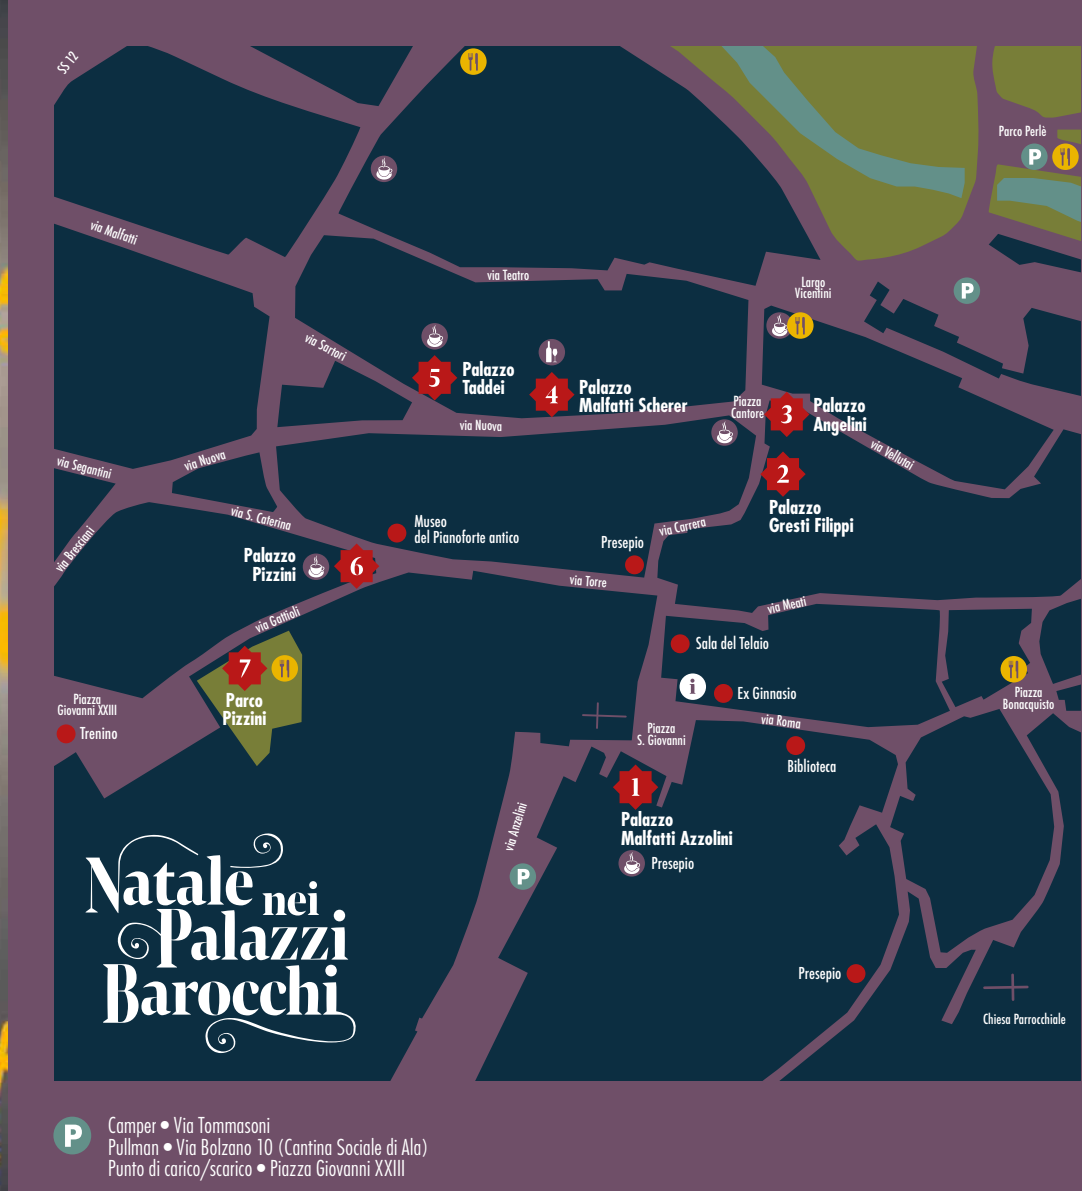 SS 12
Parco Perlè
P
via Malfatti
via Teatro
Largo
Vicentini
P
via Sartori
5
Palazzo
Taddei
4
Palazzo
Malfatti Scherer
Piazza
Cantore
3
Palazzo
Angelini
via Nuova
via Vellutai
via Segantini
via Nuova
2
Palazzo
Gresti Filippi
via S. Caterina
Museo
del Pianoforte antico
via Carrera
via Bresciani
Palazzo
Pizzini
6
Presepio
via Torre
via Gattioli
via Meati
Sala del Telaio
7
Parco
Pizzini
i
Ex Ginnasio
Piazza
Bonacquisto
Piazza
Giovanni XXIII
Trenino
Piazza
S. Giovanni
via Roma
Biblioteca
1
Palazzo
Malfatti Azzolini
Presepio
via Anzelini
P
Natale nei
Palazzi
Barocchi
Presepio
Chiesa Parrocchiale
P
Camper • Via Tommasoni
Pullman • Via Bolzano 10 (Cantina Sociale di Ala)
Punto di carico/scarico • Piazza Giovanni XXIII